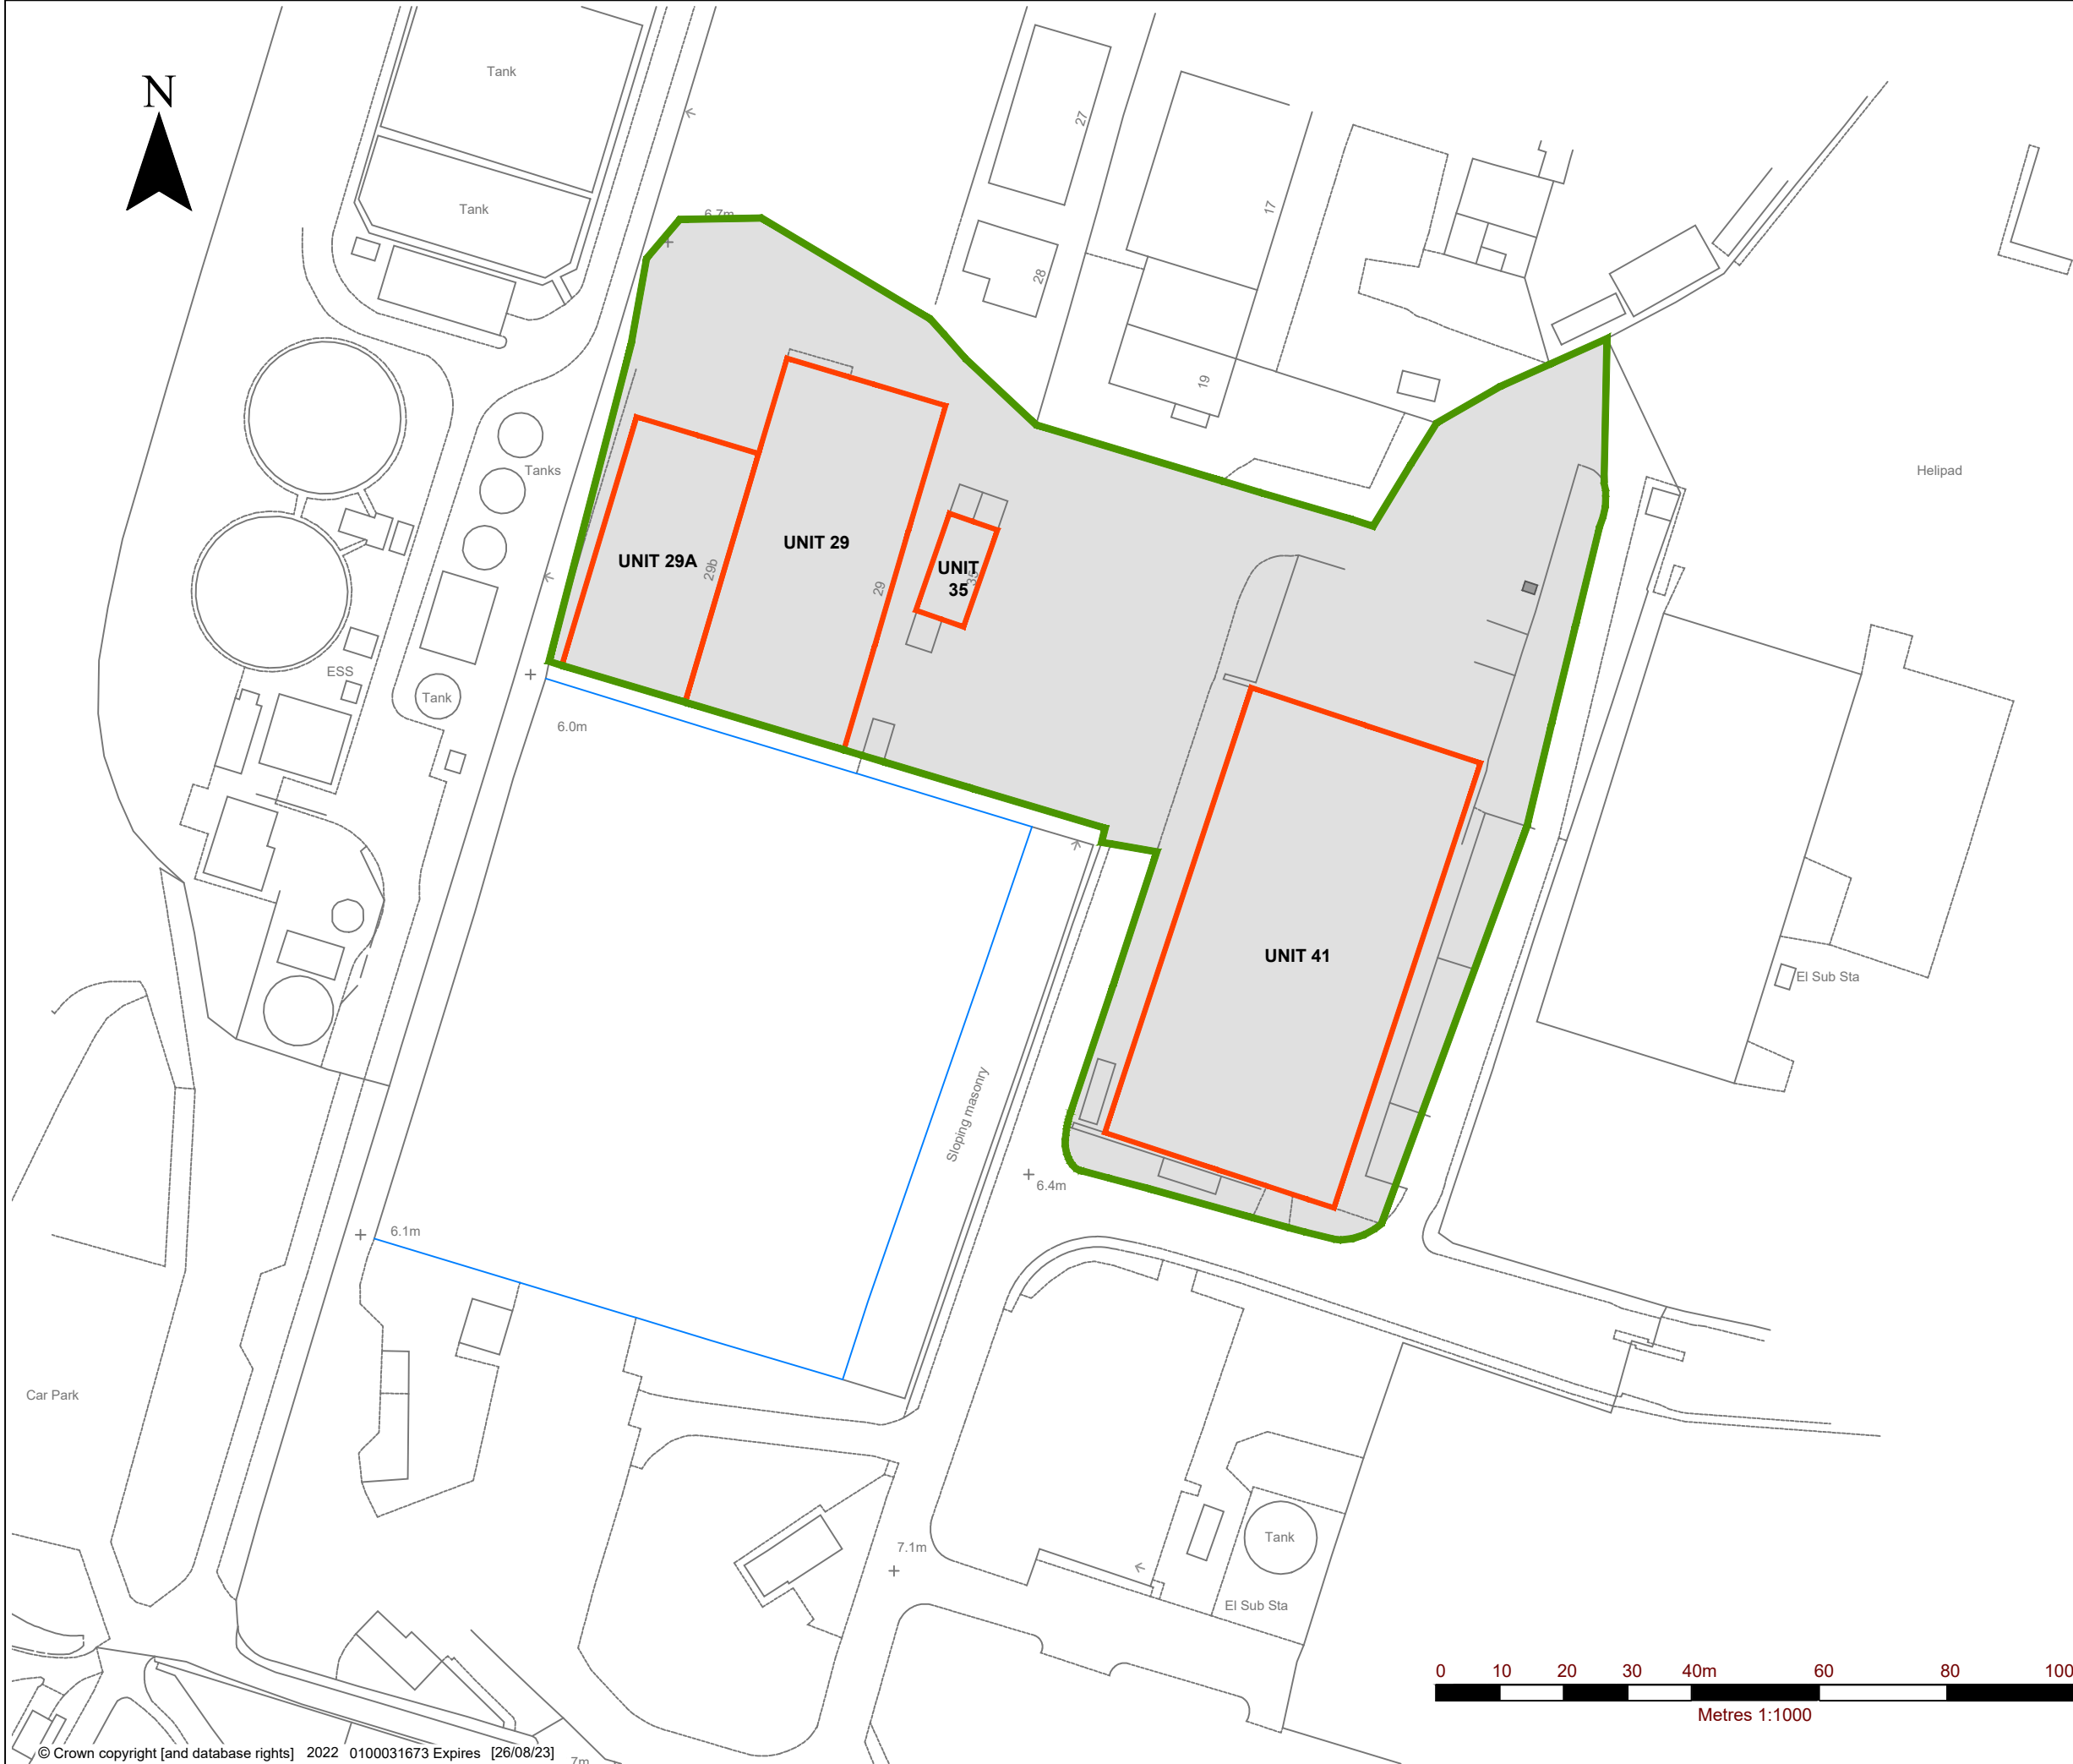 N
Tank
Tank
6.7m
27
28
17
19
Tanks
Helipad
UNIT 29A
29b
UNIT 29
29
UNIT
35
35
ESS
Tank
6.0m
UNIT 41
El Sub Sta
Sloping masonry
6.4m
6.1m
Car Park
7.1m
Tank
El Sub Sta
0 10 20 30 40m 60 80 100
Metres 1:1000
© Crown copyright [and database rights] 2022 0100031673 Expires [26/08/23]
7m